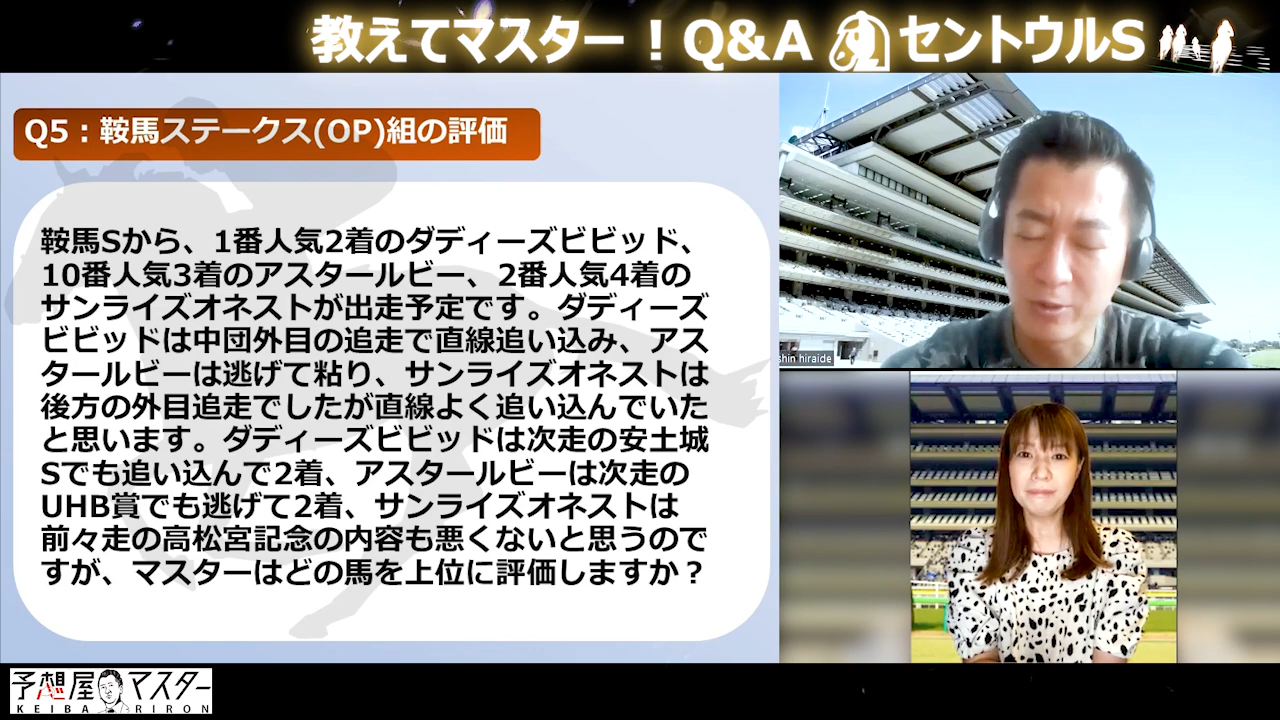 教えてマスター！Q&A セントウルS
Q5：鞍馬ステークス(OP)組の評価
鞍馬Sから、1番人気2着のダディーズビビッド、
10番人気3着のアスタールビー、2番人気4着の
サンライズオネストが出走予定です。ダディーズ
ビビッドは中団外目の追走で直線追い込み、アス
タールビーは逃げて粘り、サンライズオネストは
後方の外目追走でしたが直線よく追い込んでいた
と思います。ダディーズビビッドは次走の安土城
Sでも追い込んで2着、アスタールビーは次走の
UHB賞でも逃げて2着、サンライズオネストは
前々走の高松宮記念の内容も悪くないと思うので
すが、マスターはどの馬を上位に評価しますか？
shin hiraide
予想屋マスター
KEIBA RIRON